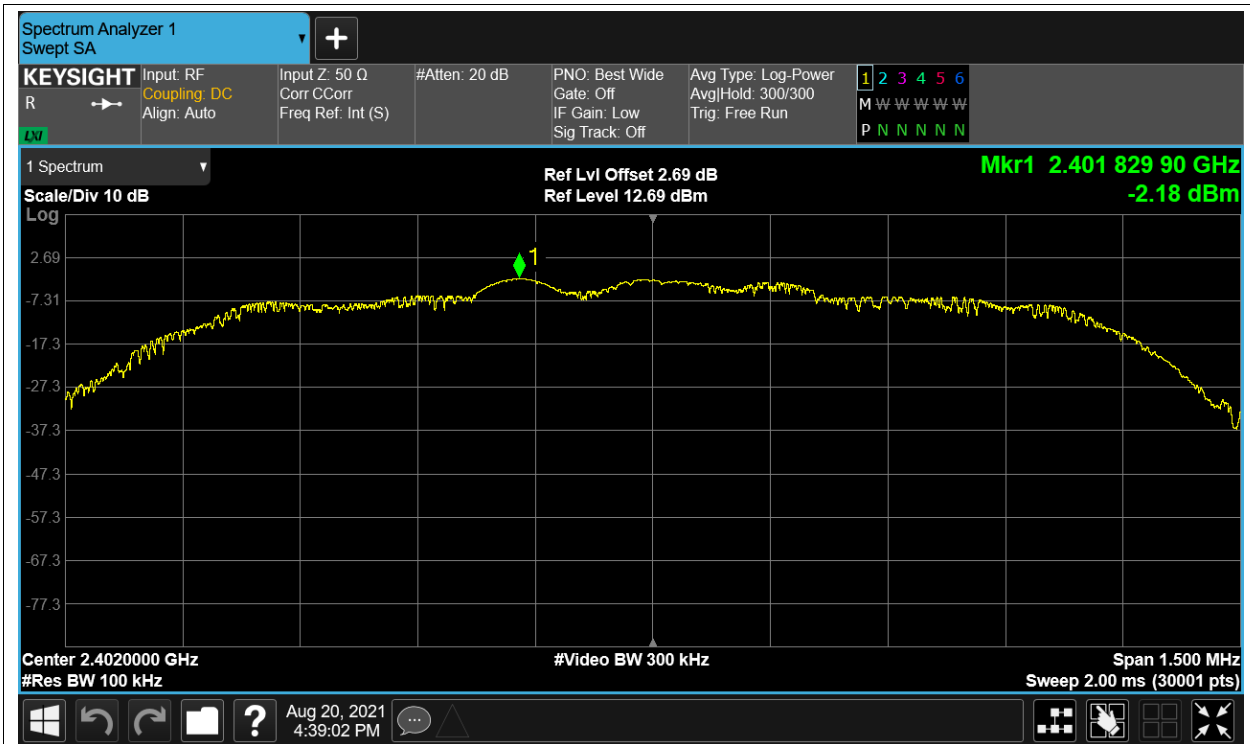 Spectrum Analyzer 1
Swept SA
KEYSIGHT
R
LXI
Input: RF
Coupling: DC
Align: Auto
Input Z: 50 Ω
Corr CCorr
Freq Ref: Int (S)
#Atten: 20 dB
PNO: Best Wide
Gate: Off
IF Gain: Low
Sig Track: Off
Avg Type: Log-Power
Avg|Hold: 300/300
Trig: Free Run
1 2 3 4 5 6
M W W W W W
P N N N N N
1 Spectrum
Scale/Div 10 dB
Log
Ref Lvl Offset 2.69 dB
Ref Level 12.69 dBm
Mkr1 2.401 829 90 GHz
-2.18 dBm
1
2.69
-7.31
-17.3
-27.3
-37.3
-47.3
-57.3
-67.3
-77.3
Center 2.4020000 GHz
#Res BW 100 kHz
#Video BW 300 kHz
Span 1.500 MHz
Sweep 2.00 ms (30001 pts)
?
Aug 20, 2021
4:39:02 PM